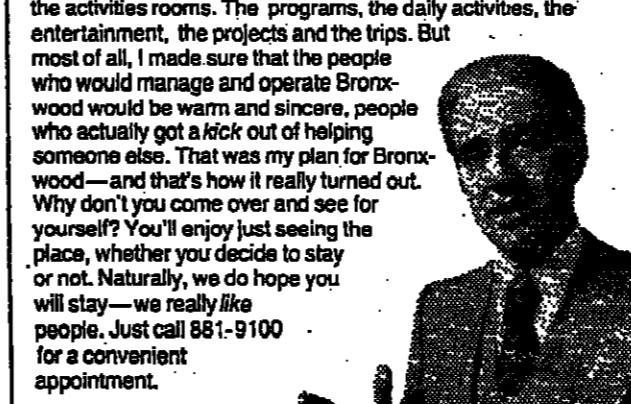 the activities rooms. The programs, the daily activities, the
entertainment, the projects and the trips. But
most of all, I made sure that the people
who would manage and operate Bronx-
wood would be warm and sincere, people
who actually got a kick out of helping
someone else. That was my plan for Bronx-
wood—and that's how it really turned out.
Why don't you come over and see for
yourself? You'll enjoy just seeing the
place, whether you decide to stay
or not. Naturally, we do hope you
will stay—we really like
people. Just call 881-9100
for a convenient
appointment.